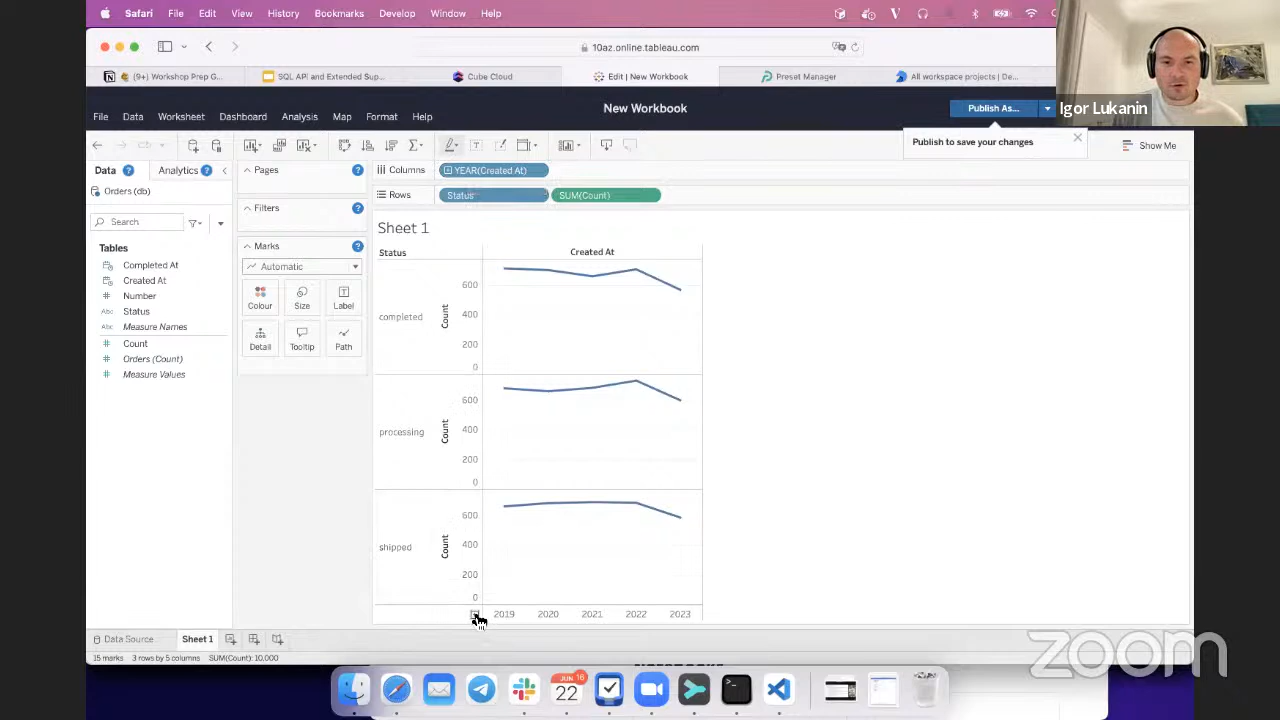 Safari File Edit View History Bookmarks Develop Window Help
10az.online.tableau.com
(9+) Workshop Prep G...
SQL API and Extended Sup...
Cube Cloud
Edit | New Workbook
Preset Manager
All workspace projects | De...
New Workbook
Publish As...
Igor Lukanin
File Data Worksheet Analysis Map Format Help
Publish to save your changes
Show Me
Data
Analytics
Pages
Columns
YEAR(Created At)
Orders (db)
Rows
Status
SUM(Count)
Search
Filters
Sheet 1
Tables
Marks
Status
Created At
Completed At
Automatic
Created At
Number
Abc Status
Colour Size Label
Abc Measure Names
Count
Orders (Count)
Detail Tooltip Path
Measure Values
completed
Count
600
400
200
0
processing
Count
600
400
200
0
shipped
Count
600
400
200
0
2019 2020 2021 2022 2023
Data Source
Sheet 1
15 marks 3 rows by 5 columns SUM(Count): 10,000
zoom
JUN 16
22